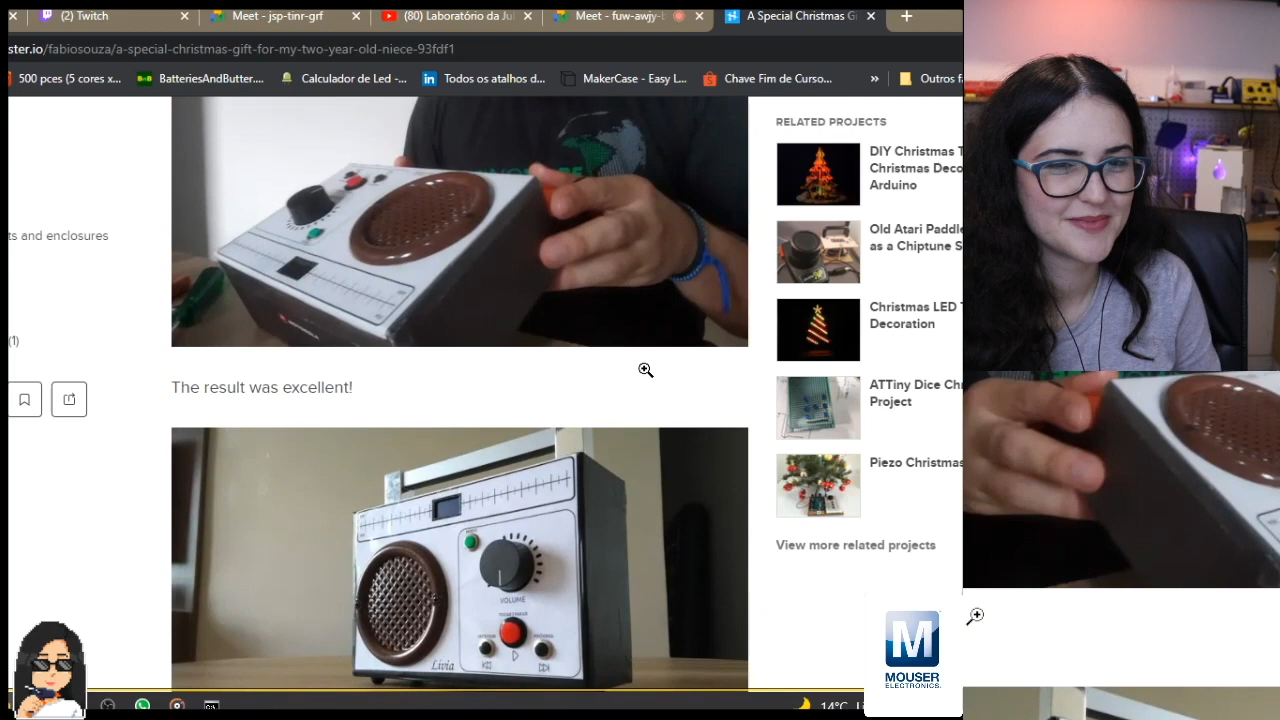 Twitch
Meet - jsp-tinr-grf
(80) Laboratório da Ju
Meet - fuw-awjy-
A Special Christmas Gi
ster.io/fabiosouza/a-special-christmas-gift-for-my-two-year-old-niece-93fdf1
500 pces (5 cores x...
BatteriesAndButter....
Calculador de Led -...
Todos os atalhos d...
MakerCase - Easy L...
Chave Fim de Curso...
»
Outros f
RELATED PROJECTS
DIY Christmas T
Christmas Deco
Arduino
Old Atari Paddle
as a Chiptune S
ts and enclosures
Christmas LED T
Decoration
(1)
The result was excellent!
ATTiny Dice Chr
Project
Piezo Christmas
View more related projects
VOLUME
Livia
M
MOUSER
ELECTRONICS
14°C